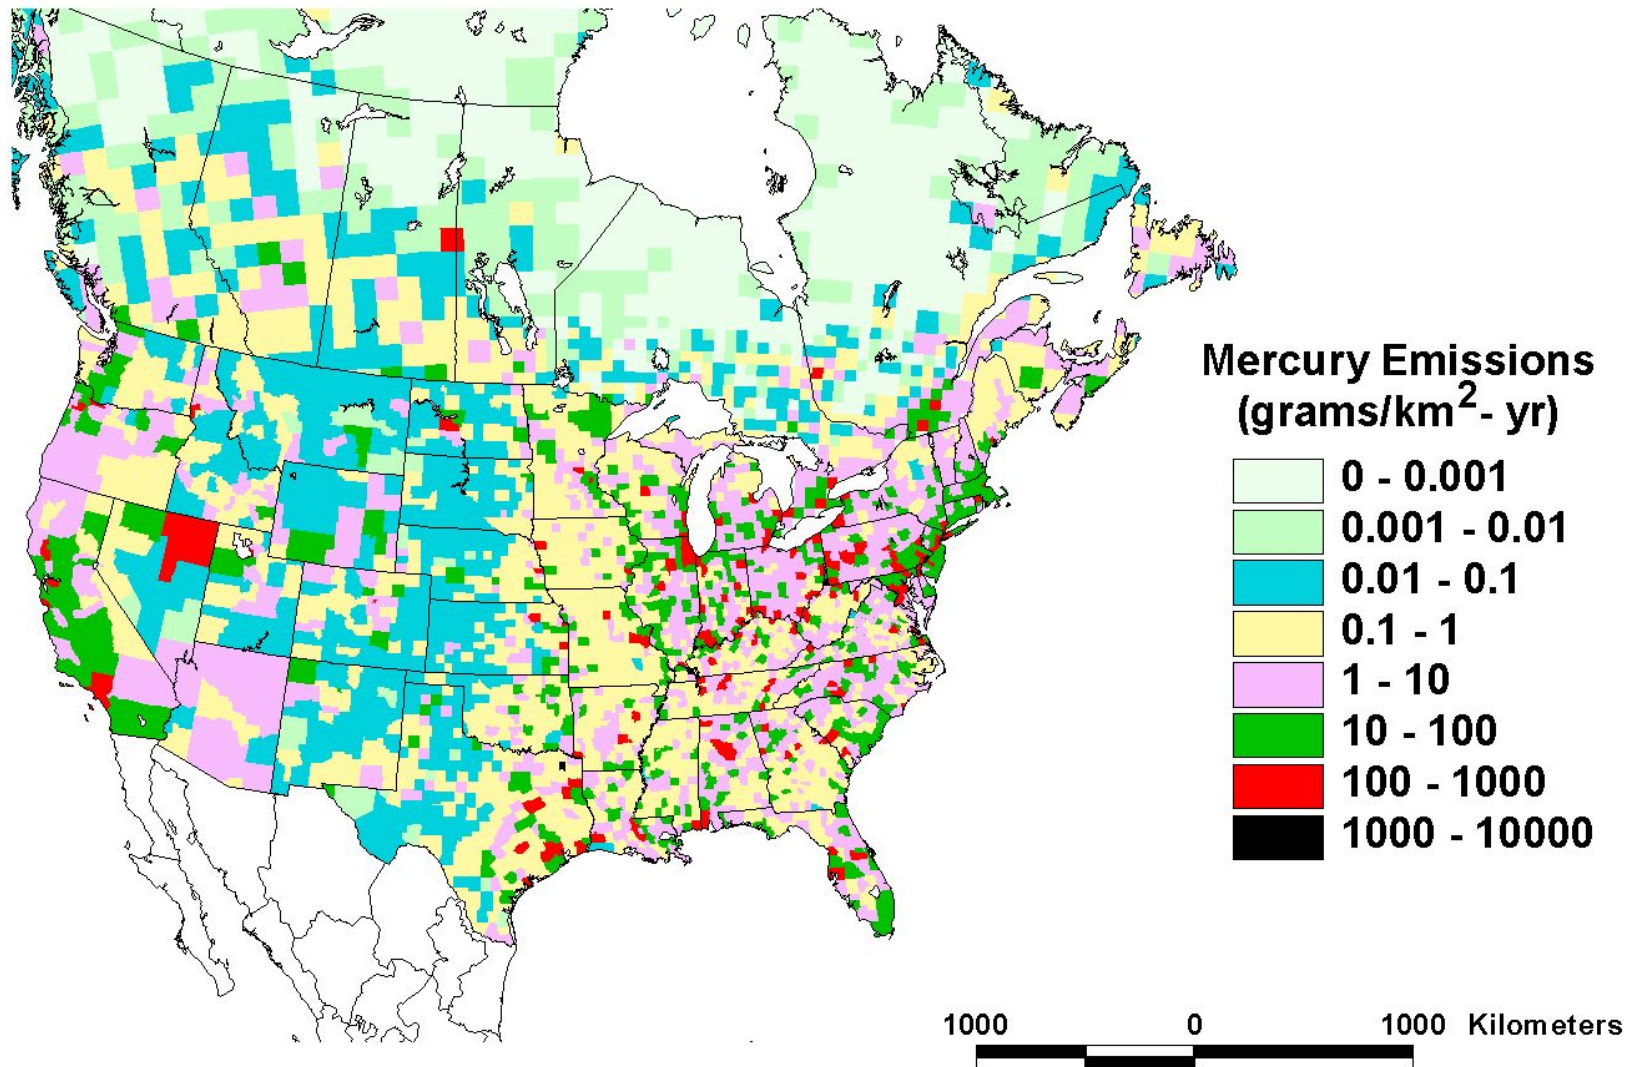 Mercury Emissions
(grams/km²- yr)
0 - 0.001
0.001 - 0.01
0.01 - 0.1
0.1 - 1
1 - 10
10 - 100
100 - 1000
1000 - 10000
1000 0 1000 Kilometers